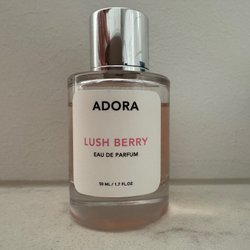 ADORA
LUSH BERRY
EAU DE PARFUM
50 ML / 1.7 FL.OZ